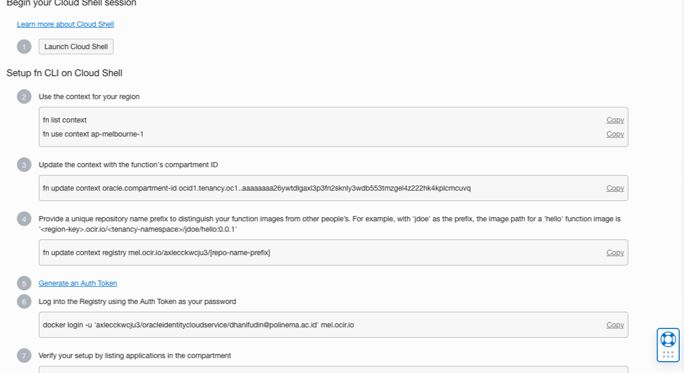 Begin your Cloud Shell session
Learn more about Cloud Shell
1 Launch Cloud Shell
Setup fn CLI on Cloud Shell
2 Use the context for your region
fn list context Copy
fn use context ap-melbourne-1 Copy
3 Update the context with the function's compartment ID
fn update context oracle.compartment-id ocid1.tenancy.oc1..aaaaaaaa26ywtdlgaxl3p3fn2sknly3wdb553tmzgel4z222hk4kplcmcuvq Copy
4 Provide a unique repository name prefix to distinguish your function images from other people's. For example, with 'jdoe' as the prefix, the image path for a 'hello' function image is
'<region-key>.ocir.io/<tenancy-namespace>/jdoe/hello:0.0.1'
fn update context registry mel.ocir.io/axlecckwcju3/[repo-name-prefix] Copy
5 Generate an Auth Token
6 Log into the Registry using the Auth Token as your password
docker login -u 'axlecckwcju3/oracleidentitycloudservice/dhanifudin@polinema.ac.id' mel.ocir.io Copy
7 Verify your setup by listing applications in the compartment